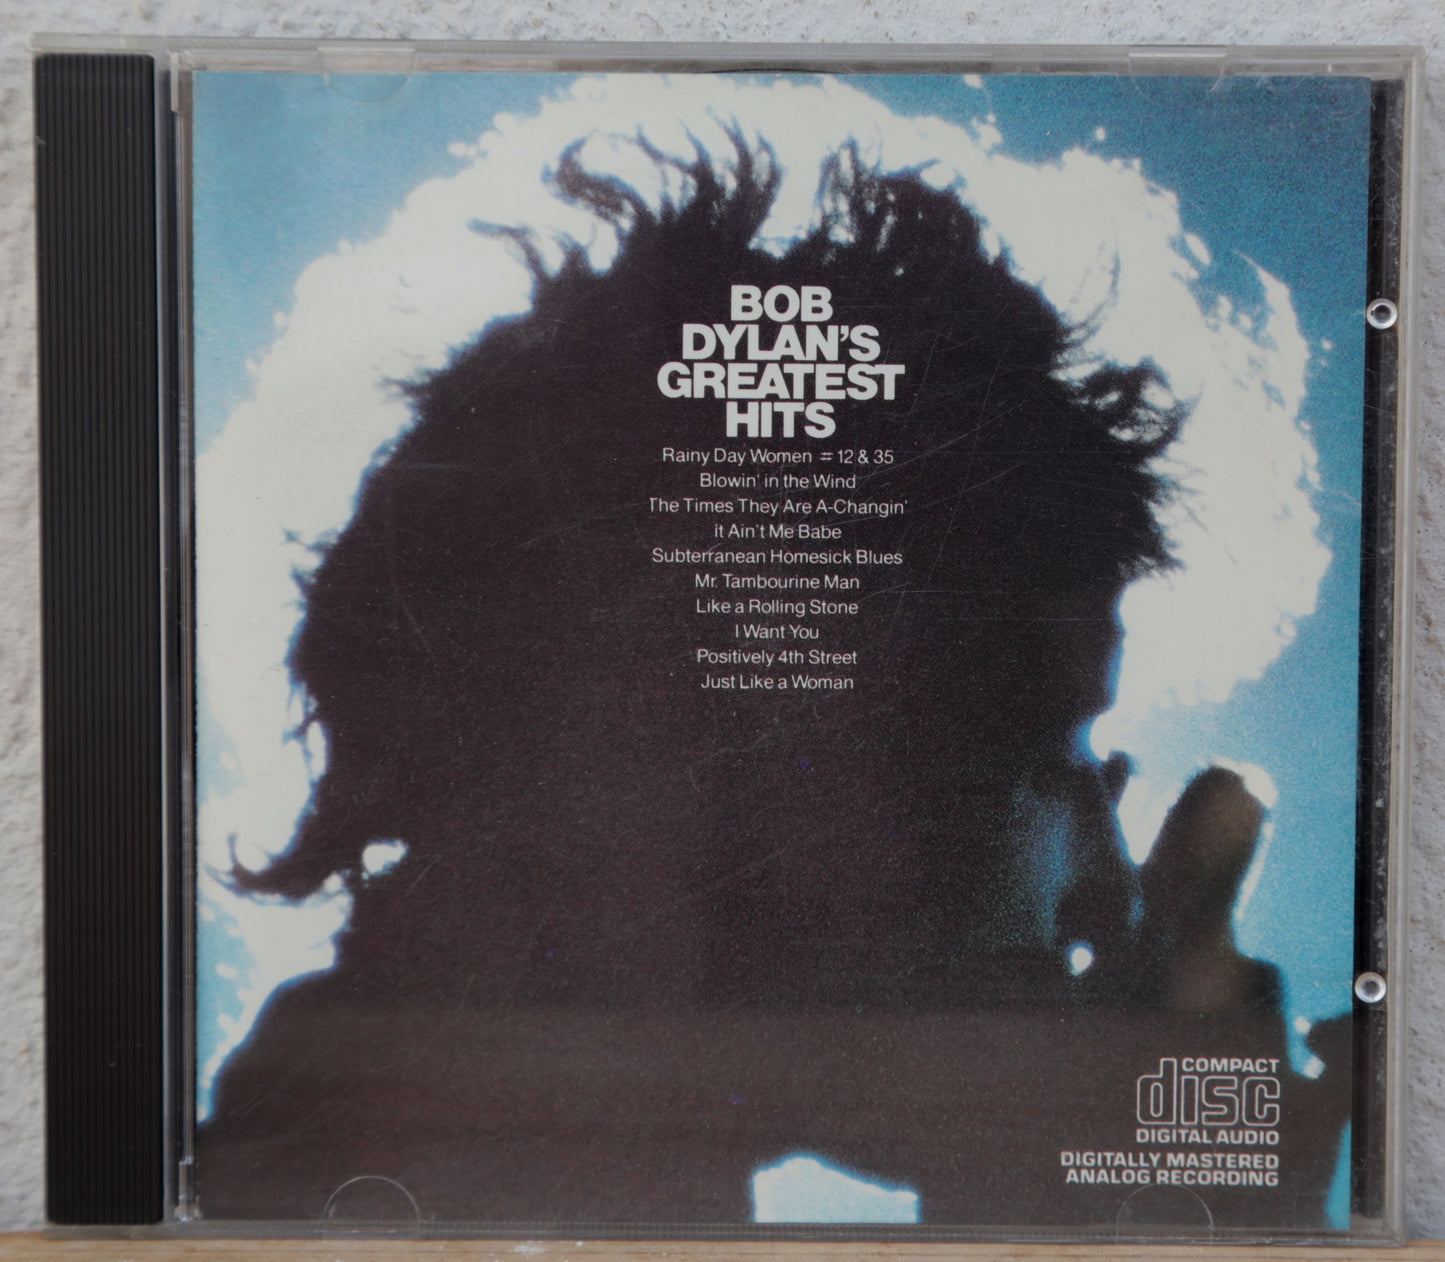 BOB
DYLAN'S
GREATEST
HITS
Rainy Day Women #12 & 35
Blowin' in the Wind
The Times They Are A-Changin'
it Ain't Me Babe
Subterranean Homesick Blues
Mr. Tambourine Man
Like a Rolling Stone
I Want You
Positively 4th Street
Just Like a Woman
COMPACT
disc
DIGITAL AUDIO
DIGITALLY MASTERED
ANALOG RECORDING